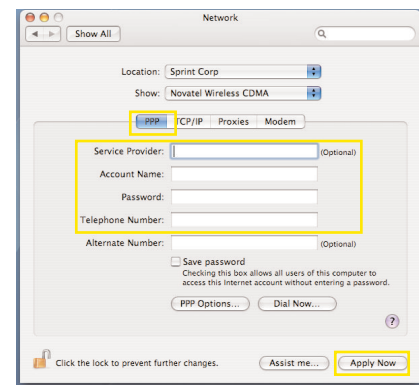 Network
Show All
Location: Sprint Corp
Show: Novatel Wireless CDMA
PPP TCP/IP Proxies Modem
Service Provider: (Optional)
Account Name:
Password:
Telephone Number:
Alternate Number: (Optional)
Save password
Checking this box allows all users of this computer to
access this Internet account without entering a password.
PPP Options... Dial Now...
?
Click the lock to prevent further changes. Assist me... Apply Now